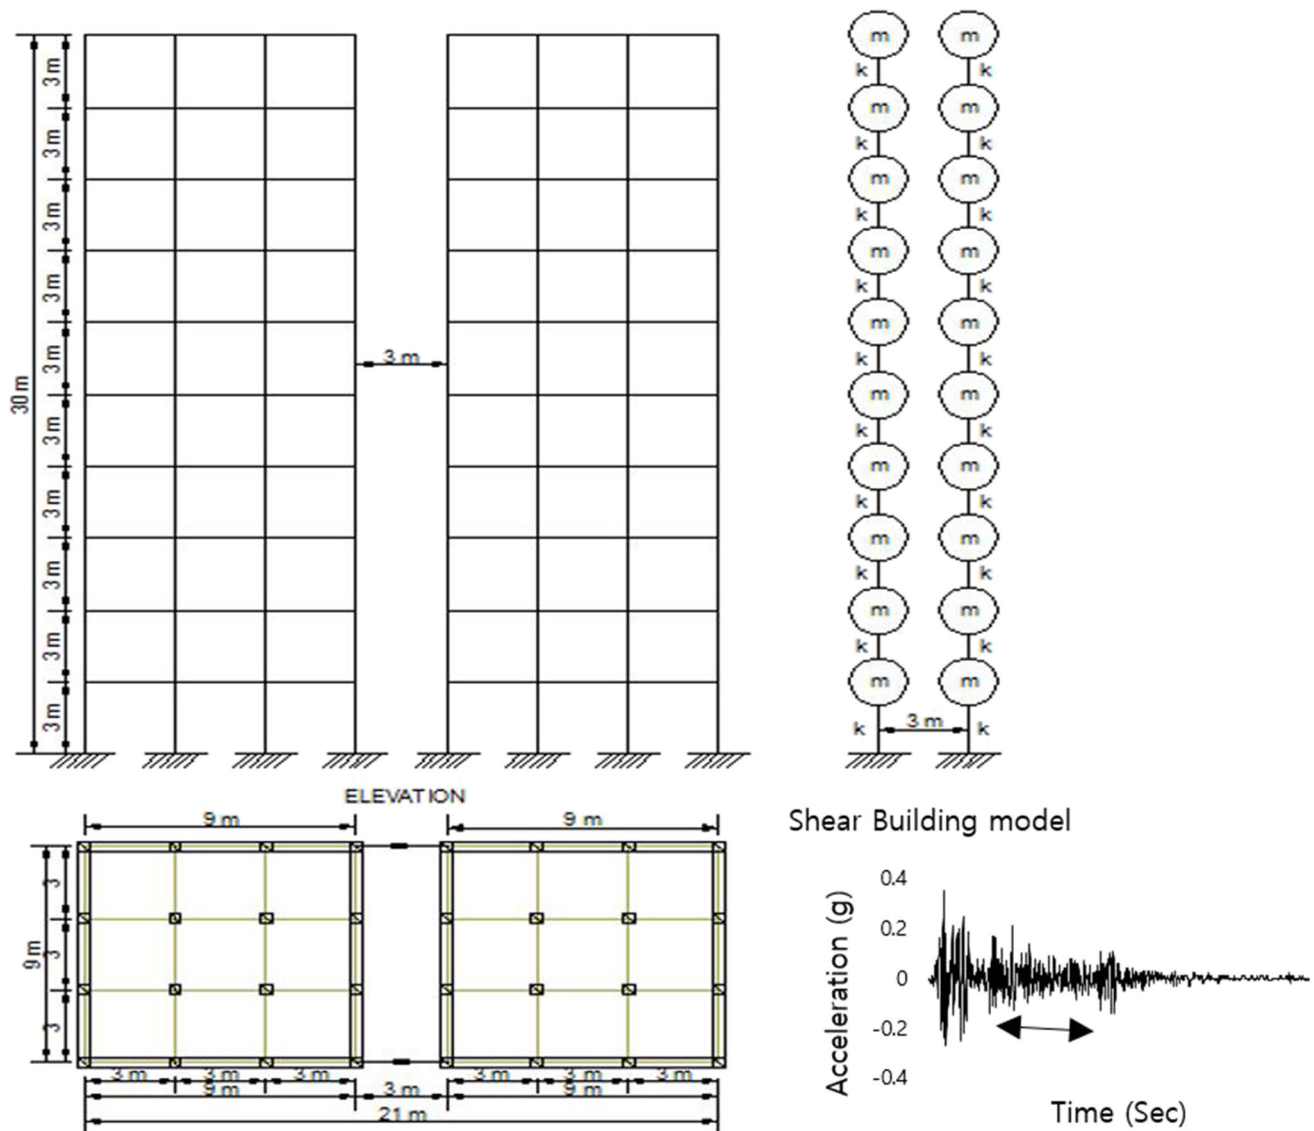 3 m
3 m
3 m
3 m
3 m
3 m
3 m
3 m
3 m
3 m
30 m
3 m
m m
k k
m m
k k
m m
k k
m m
k k
m m
k k
m m
k k
m m
k k
m m
k k
m m
k k
m m
k 3 m k
ELEVATION
9 m 9 m
3
3
3
9 m
3 m 3 m 3 m 3 m 3 m 3 m
9 m 3 m 9 m
21 m
Shear Building model
0.4
0.2
0
-0.2
-0.4
Acceleration (g)
Time (Sec)